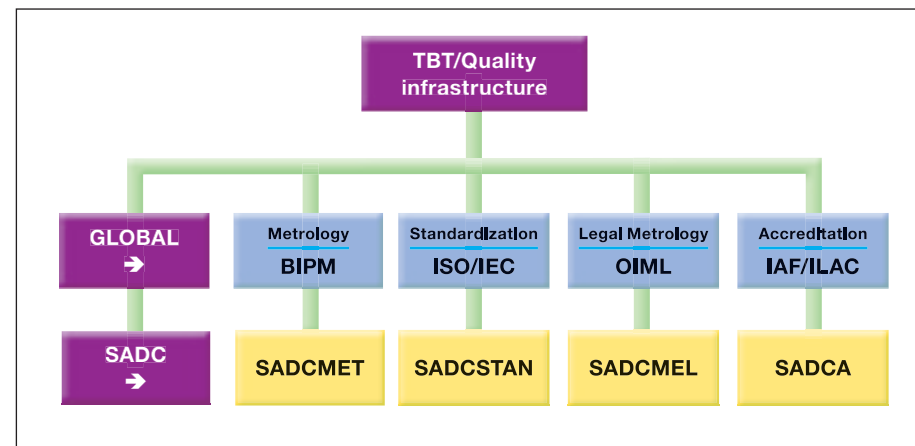 TBT/Quality
infrastructure
GLOBAL
➔
Metrology
BIPM
Standardization
ISO/IEC
Legal Metrology
OIML
Accreditation
IAF/ILAC
SADC
➔
SADCMET
SADCSTAN
SADCMEL
SADCA